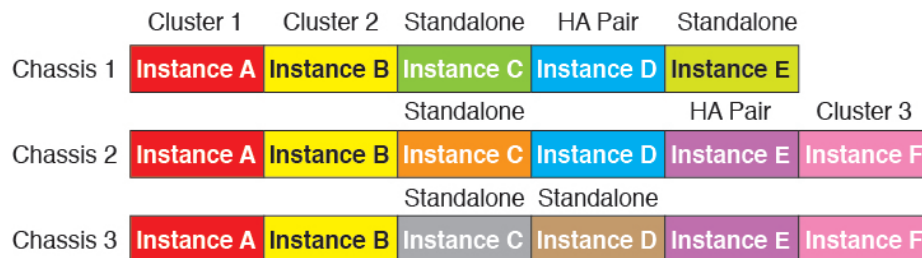 Cluster 1 Cluster 2 Standalone HA Pair Standalone
Chassis 1 Instance A Instance B Instance C Instance D Instance E
Standalone HA Pair Cluster 3
Chassis 2 Instance A Instance B Instance C Instance D Instance E Instance F
Standalone Standalone
Chassis 3 Instance A Instance B Instance C Instance D Instance E Instance F